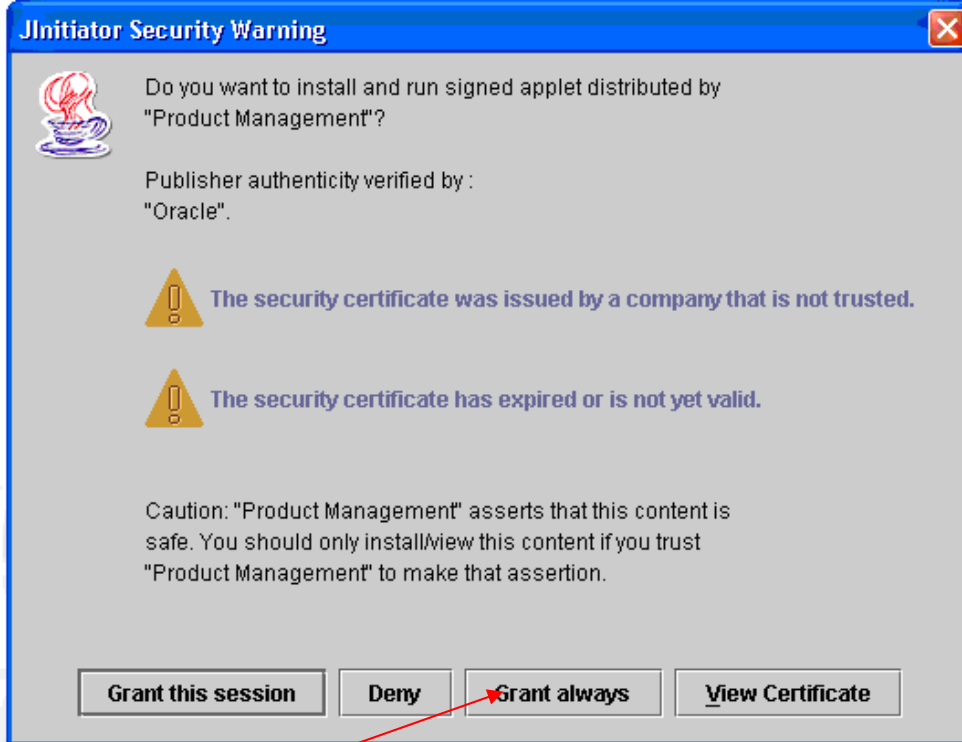 JInitiator Security Warning
Do you want to install and run signed applet distributed by
"Product Management"?
Publisher authenticity verified by :
"Oracle".
The security certificate was issued by a company that is not trusted.
The security certificate has expired or is not yet valid.
Caution: "Product Management" asserts that this content is
safe. You should only install/view this content if you trust
"Product Management" to make that assertion.
Grant this session
Deny
Grant always
View Certificate